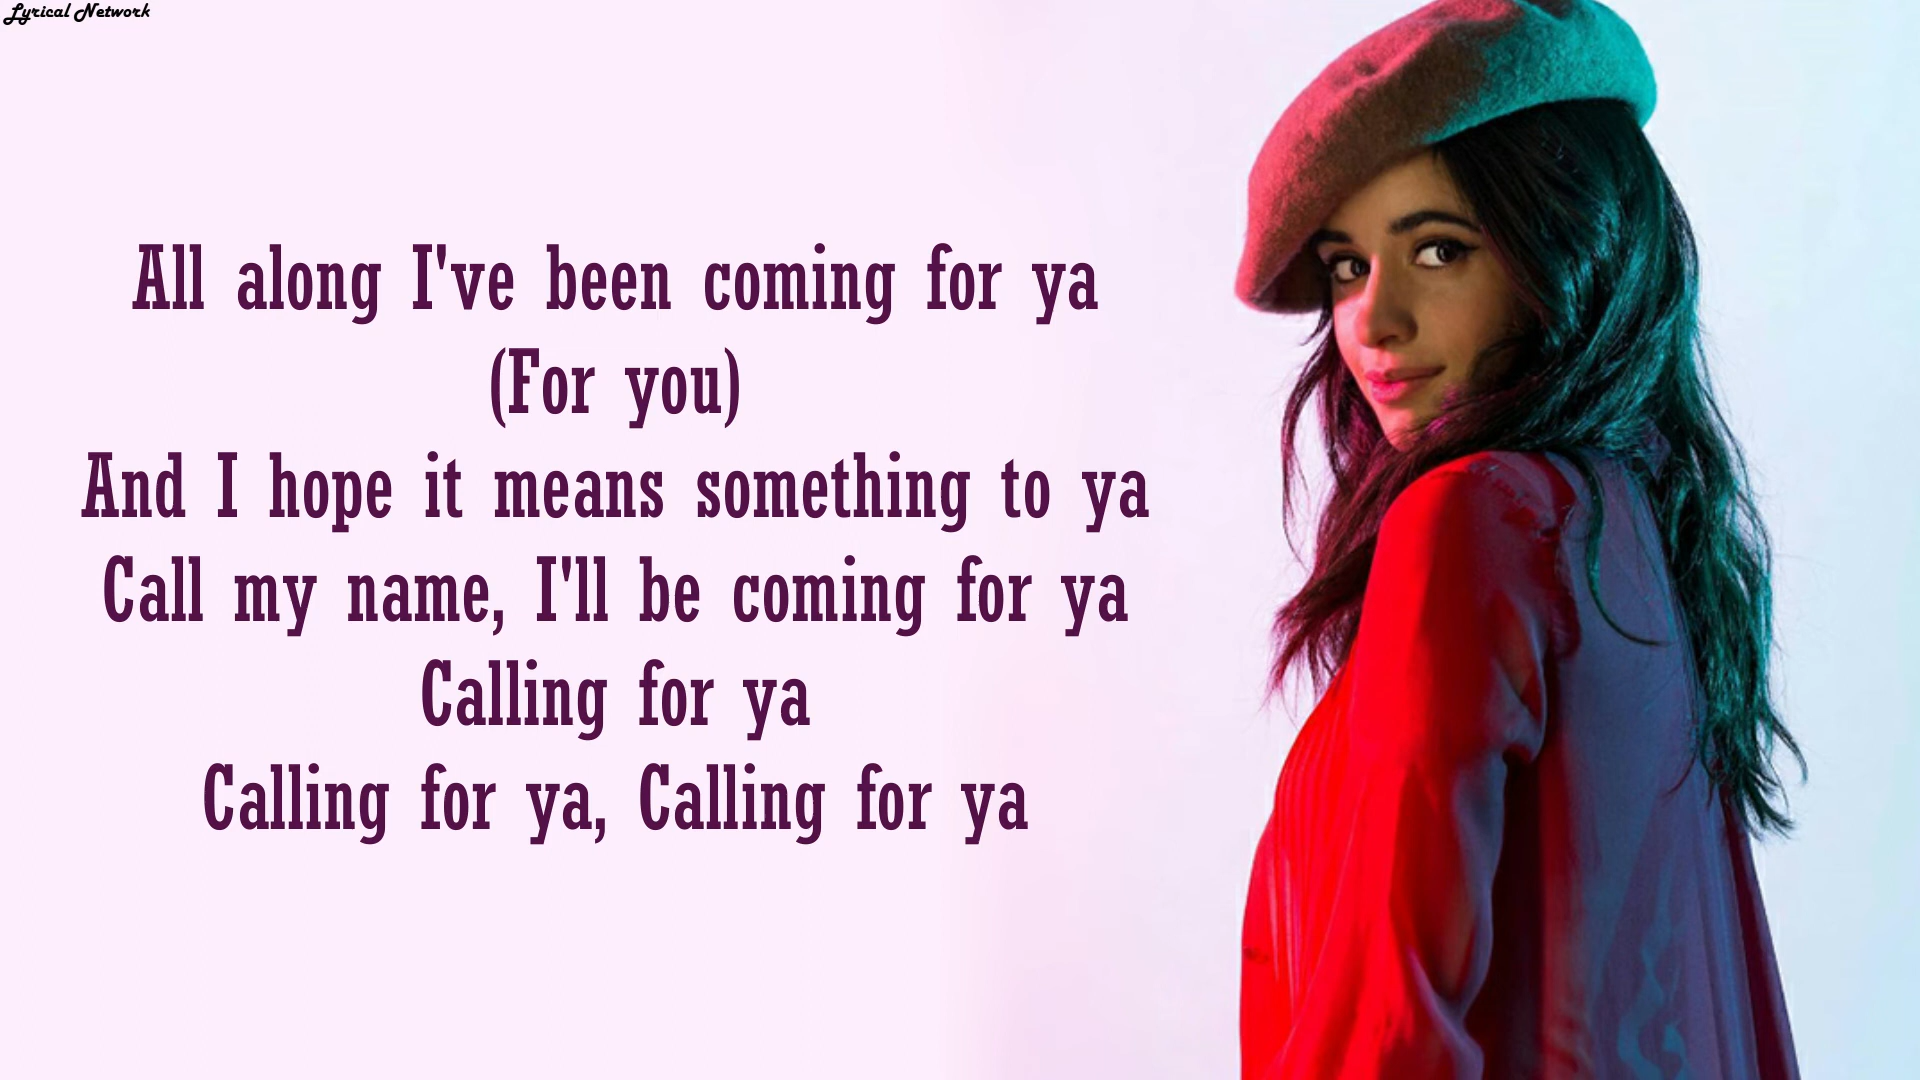 Lyrical Network
All along I've been coming for ya
(For you)
And I hope it means something to ya
Call my name, I'll be coming for ya
Calling for ya
Calling for ya, Calling for ya